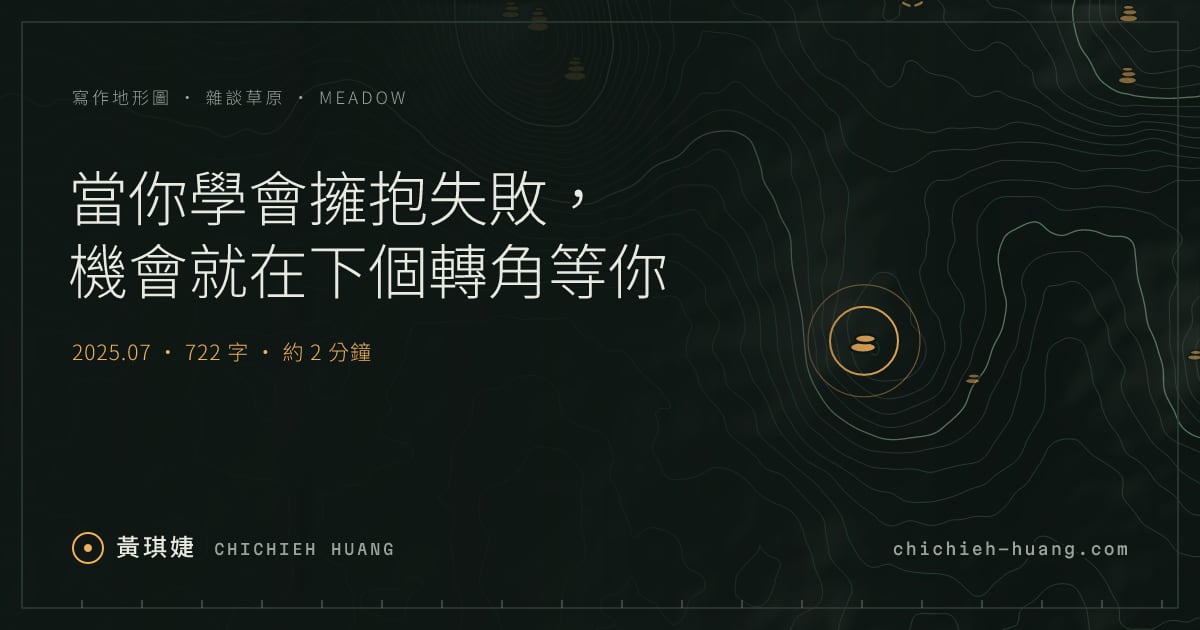 寫作地形圖 · 雜談草原 · MEADOW
當你學會擁抱失敗，
機會就在下個轉角等你
2025.07 · 722 字 · 約 2 分鐘
黃琪婕 CHICHIEH HUANG
chichieh-huang.com